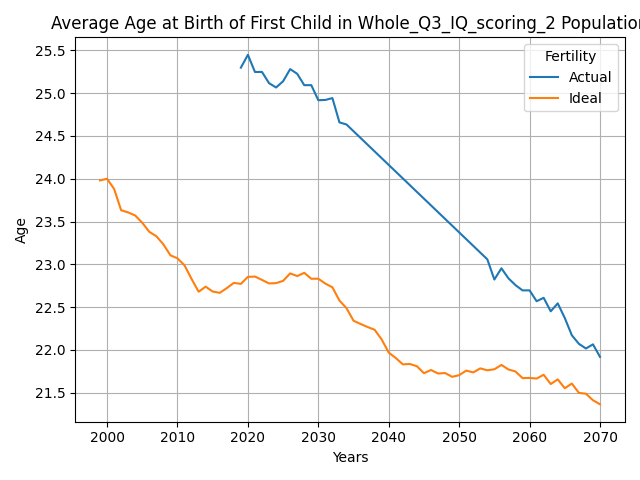 Average Age at Birth of First Child in Whole_Q3_IQ_scoring_2 Population
Fertility
Actual
Ideal
25.5
25.0
24.5
24.0
23.5
23.0
22.5
22.0
21.5
Age
2000 2010 2020 2030 2040 2050 2060 2070
Years